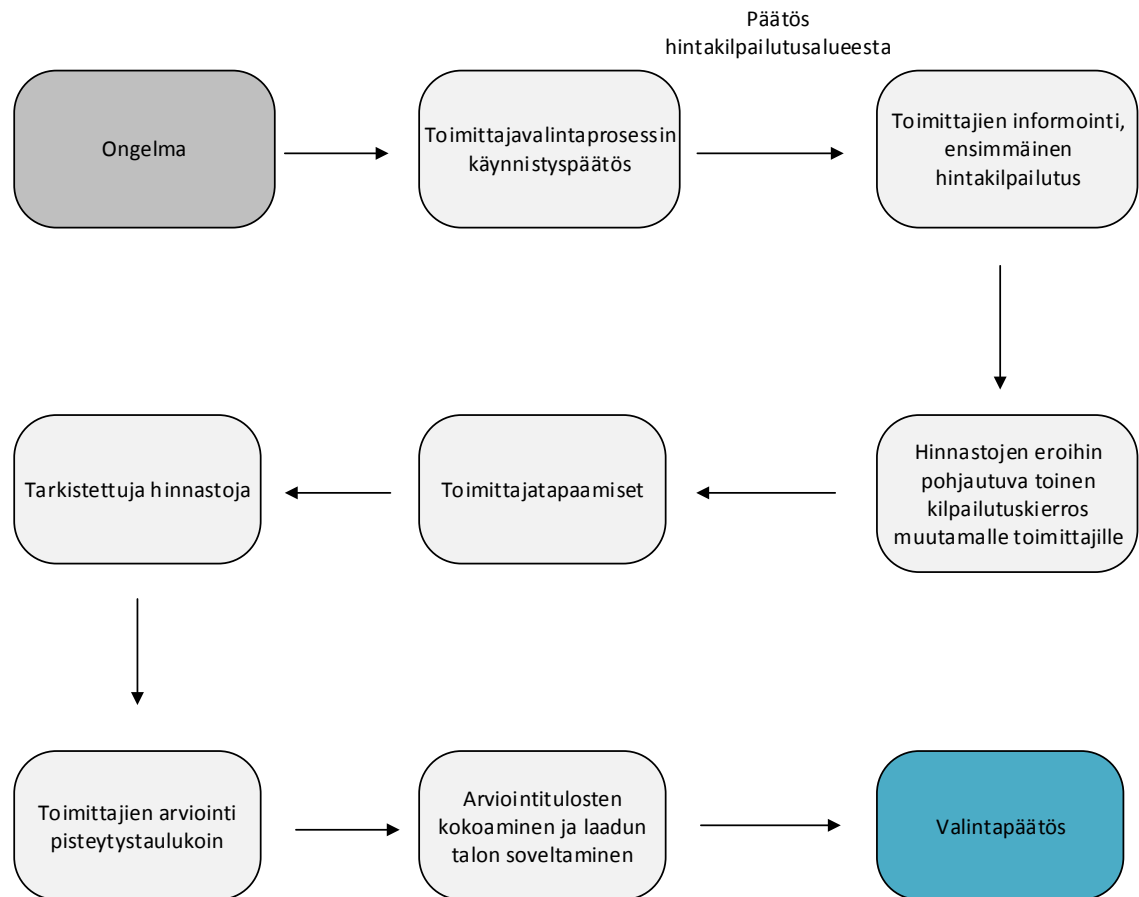 Päätös
hintakilpailutusalueesta
Ongelma
Toimittajavalintaprosessin
käynnistyspäätös
Toimittajien informointi,
ensimmäinen
hintakilpailutus
Hinnastojen eroihin
pohjautuva toinen
kilpailutuskierros
muutamalle toimittajille
Toimittajatapaamiset
Tarkistettuja hinnastoja
Toimittajien arviointi
pisteytystaulukoin
Arviointitulosten
kokoaminen ja laadun
talon soveltaminen
Valintapäätös